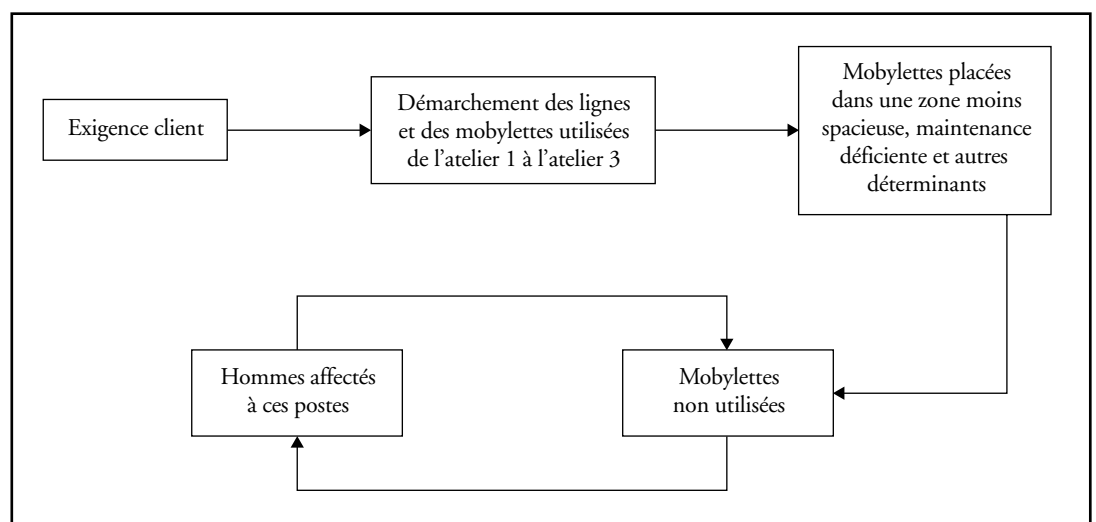 Exigence client
Démarchement des lignes
et des mobylettes utilisées
de l’atelier 1 à l’atelier 3
Mobylettes placées
dans une zone moins
spacieuse, maintenance
déficiente et autres
déterminants
Hommes affectés
à ces postes
Mobylettes
non utilisées